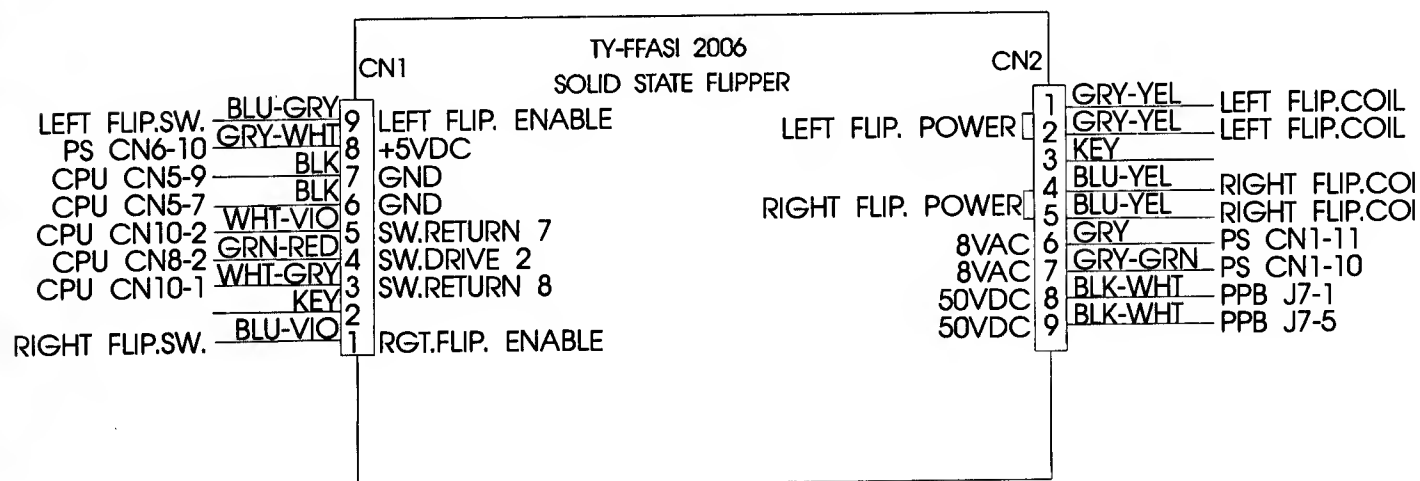 TY-FFASI 2006
SOLID STATE FLIPPER
CN1
LEFT FLIP.SW. BLU-GRY 9 LEFT FLIP. ENABLE
PS CN6-10 GRY-WHT 8 +5VDC
CPU CN5-9 BLK 7 GND
CPU CN5-7 BLK 6 GND
CPU CN10-2 WHT-VIO 5 SW.RETURN 7
CPU CN8-2 GRN-RED 4 SW.DRIVE 2
CPU CN10-1 WHT-GRY 3 SW.RETURN 8
KEY 2
RIGHT FLIP.SW. BLU-VIO 1 RGT.FLIP. ENABLE
CN2
1 GRY-YEL LEFT FLIP.COIL
LEFT FLIP. POWER 2 GRY-YEL LEFT FLIP.COIL
3 KEY
4 BLU-YEL RIGHT FLIP.COI
RIGHT FLIP. POWER 5 BLU-YEL RIGHT FLIP.COI
8VAC 6 GRY PS CN1-11
8VAC 7 GRY-GRN PS CN1-10
50VDC 8 BLK-WHT PPB J7-1
50VDC 9 BLK-WHT PPB J7-5